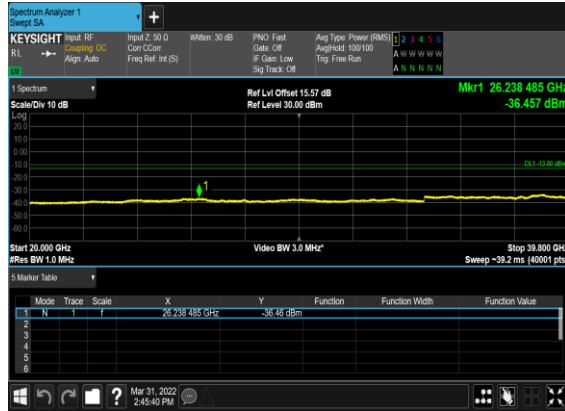 Spectrum Analyzer 1
Swept SA
KEYSIGHT Input: RF Input Z: 50 Ω #Atten: 30 dB PNO: Fast Avg Type: Power (RMS) 1 2 3 4 5 6
RL Coupling: DC Corr CCorr Gate: Off Avg|Hold: 100/100 A W W W W W
Align: Auto Freq Ref: Int (S) IF Gain: Low Trig: Free Run
LW Sig Track: Off A N N N N N
1 Spectrum Ref Lvl Offset 15.57 dB Mkr1 26.238 485 GHz
Scale/Div 10 dB Ref Level 30.00 dBm -36.457 dBm
Log
20.0
10.0
0.00
-10.0 DL1 -13.00 dBm
-20.0
-30.0 1
-40.0
-50.0
-60.0
Start 20.000 GHz Video BW 3.0 MHz* Stop 39.800 GHz
#Res BW 1.0 MHz Sweep ~39.2 ms (40001 pts)
5 Marker Table
Mode Trace Scale X Y Function Function Width Function Value
1 N 1 f 26.238 485 GHz -36.46 dBm
2
3
4
5
6
? Mar 31, 2022
2:45:40 PM